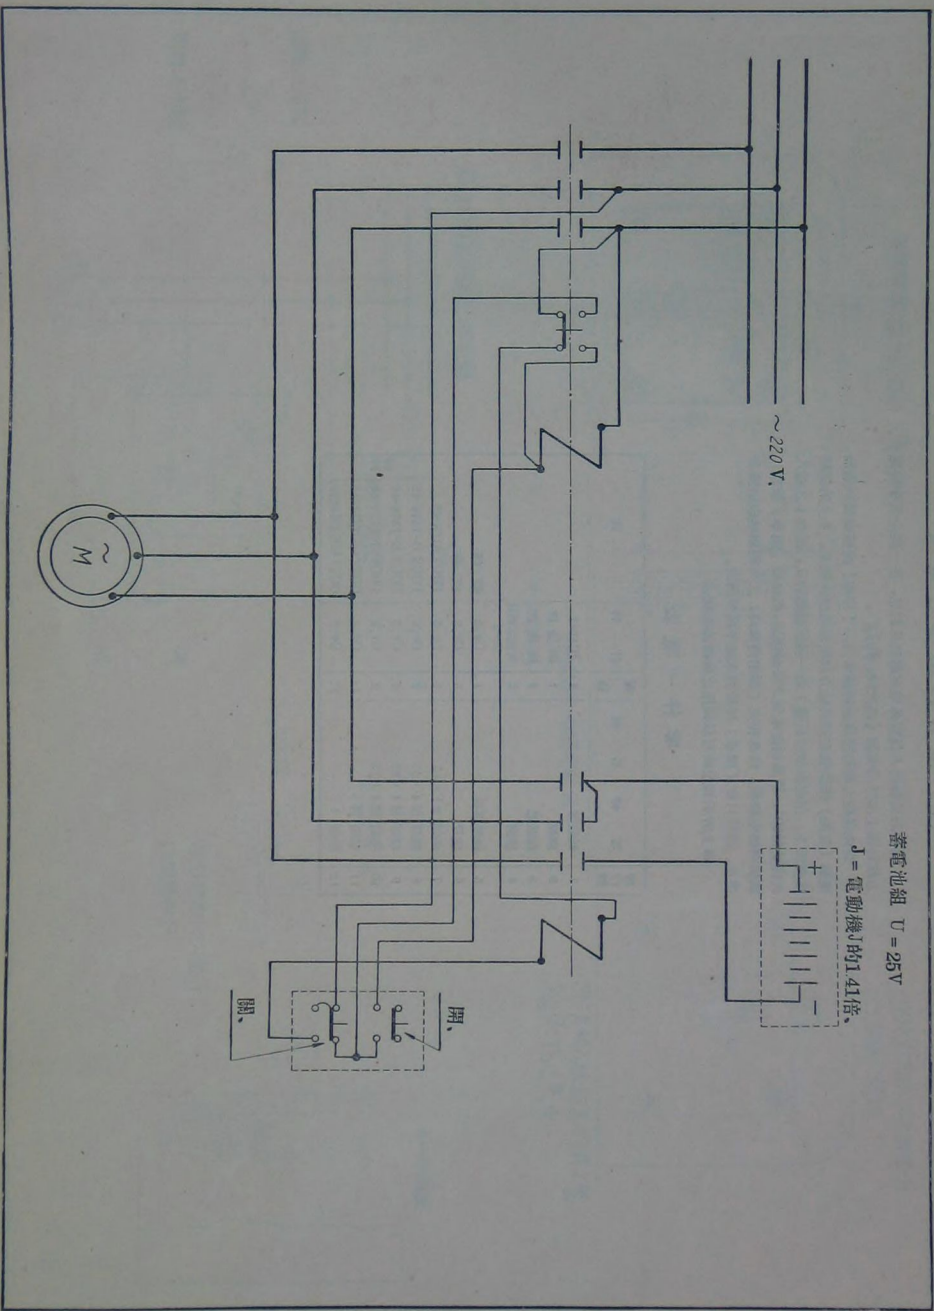 ~220 V.
蓄電池組 U = 25V
J = 電動機J的1.41倍、
+
−
~
M
開、
關、